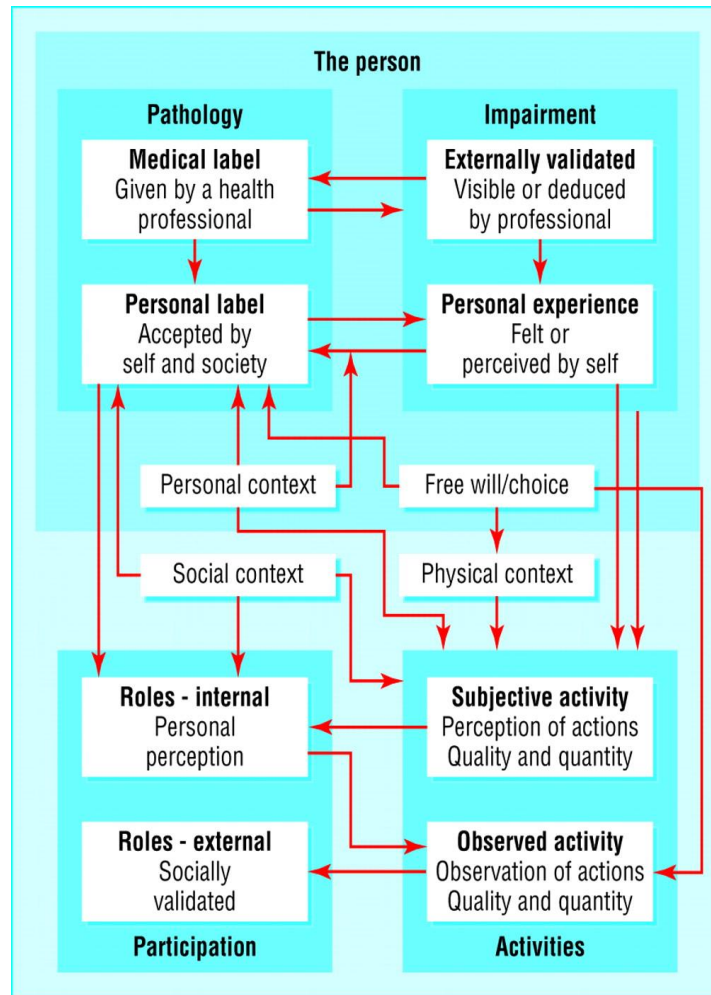 The person
Pathology
Medical label
Given by a health
professional
Personal label
Accepted by
self and society
Impairment
Externally validated
Visible or deduced
by professional
Personal experience
Felt or
perceived by self
Personal context
Free will/choice
Social context
Physical context
Roles - internal
Personal
perception
Roles - external
Socially
validated
Participation
Subjective activity
Perception of actions
Quality and quantity
Observed activity
Observation of actions
Quality and quantity
Activities